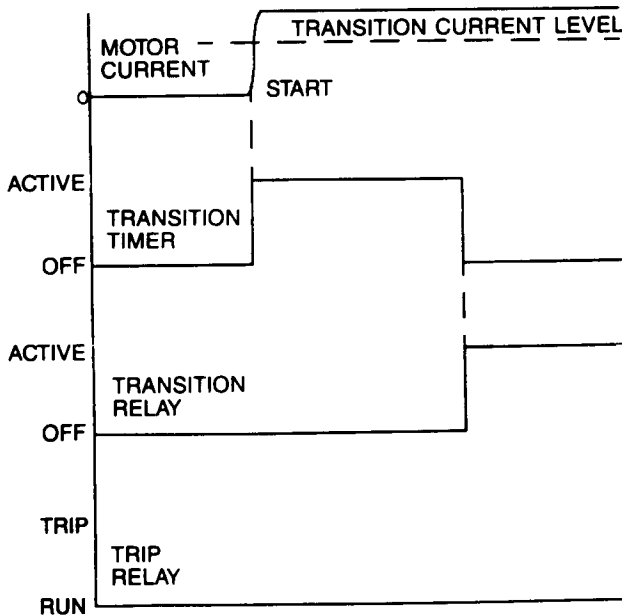 TRANSITION CURRENT LEVEL
MOTOR
CURRENT
0
START
ACTIVE
TRANSITION
TIMER
OFF
ACTIVE
TRANSITION
RELAY
OFF
TRIP
TRIP
RELAY
RUN